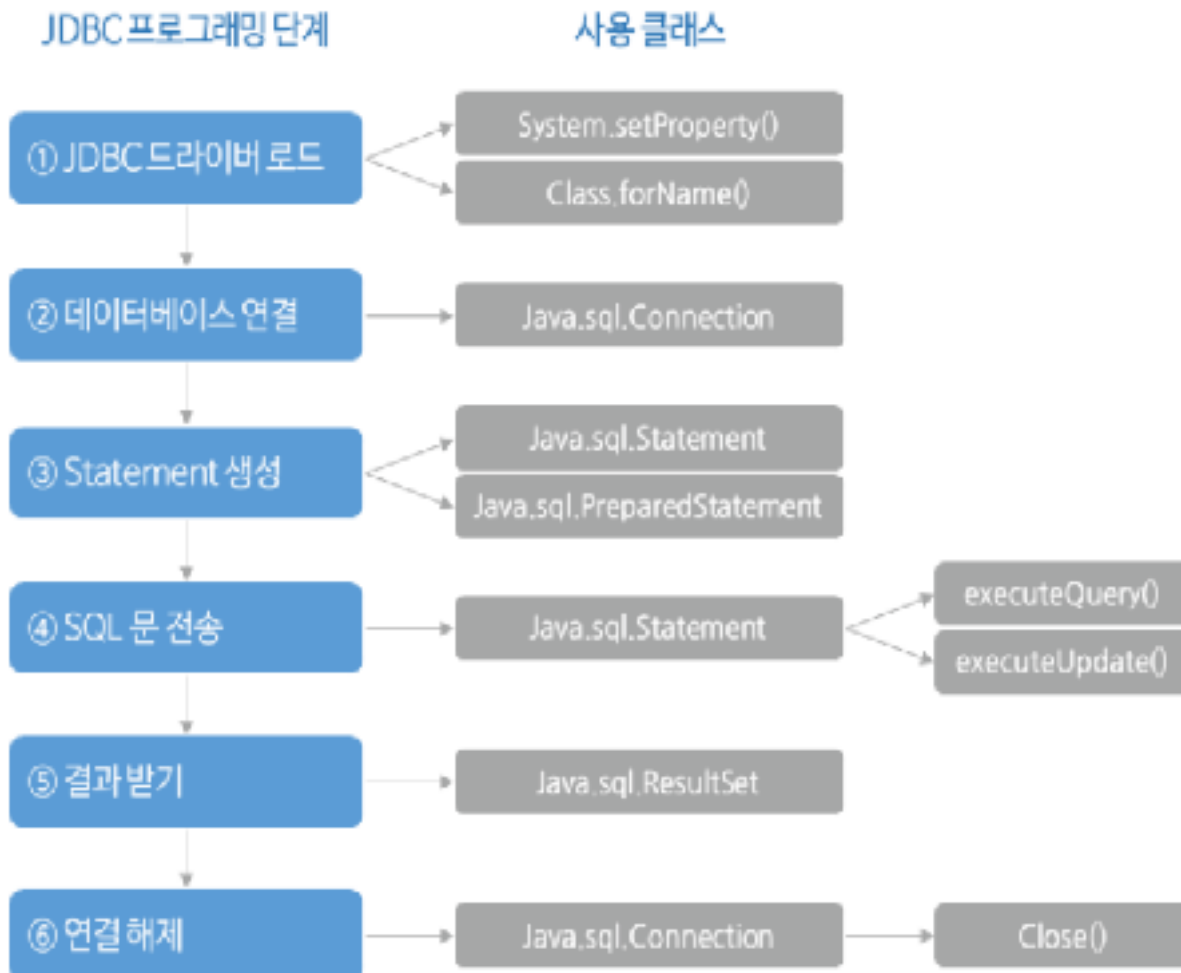 JDBC 프로그래밍 단계
사용 클래스
① JDBC 드라이버 로드
System.setProperty()
Class.forName()
② 데이터베이스 연결
Java.sql.Connection
③ Statement 생성
Java.sql.Statement
Java.sql.PreparedStatement
④ SQL 문 전송
Java.sql.Statement
executeQuery()
executeUpdate()
⑤ 결과 받기
Java.sql.ResultSet
⑥ 연결 해제
Java.sql.Connection
Close()